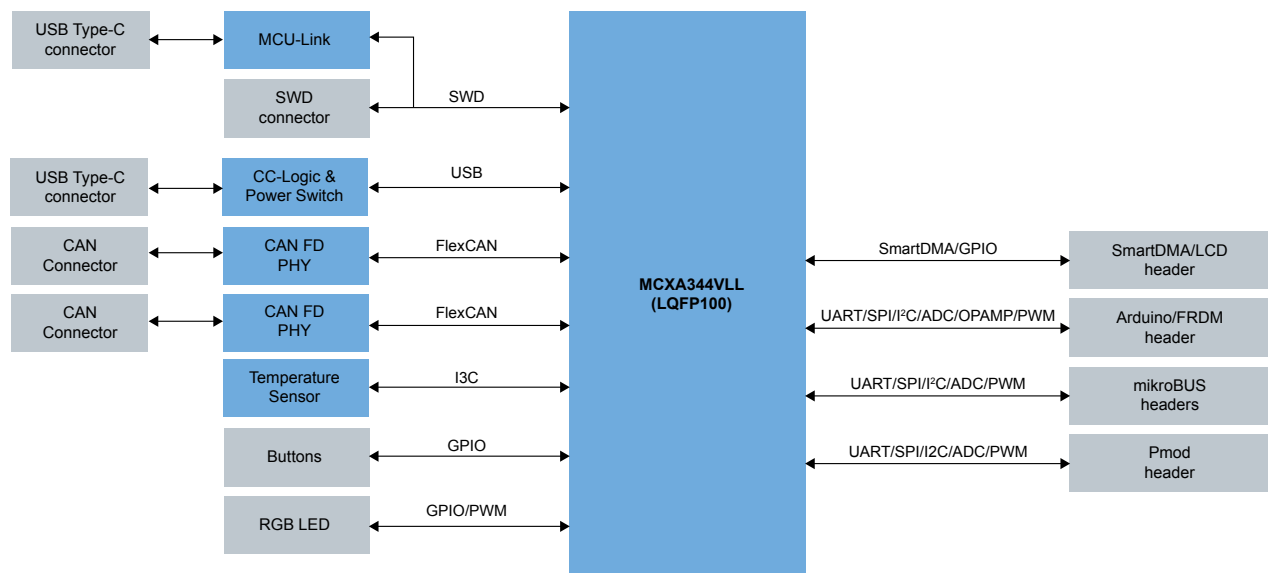 USB Type-C
connector
MCU-Link
SWD
connector
SWD
USB Type-C
connector
CC-Logic &
Power Switch
USB
CAN
Connector
CAN FD
PHY
FlexCAN
CAN
Connector
CAN FD
PHY
FlexCAN
Temperature
Sensor
I3C
Buttons
GPIO
RGB LED
GPIO/PWM
MCXA344VLL
(LQFP100)
SmartDMA/GPIO
SmartDMA/LCD
header
UART/SPI/I²C/ADC/OPAMP/PWM
Arduino/FRDM
header
UART/SPI/I²C/ADC/PWM
mikroBUS
headers
UART/SPI/I2C/ADC/PWM
Pmod
header